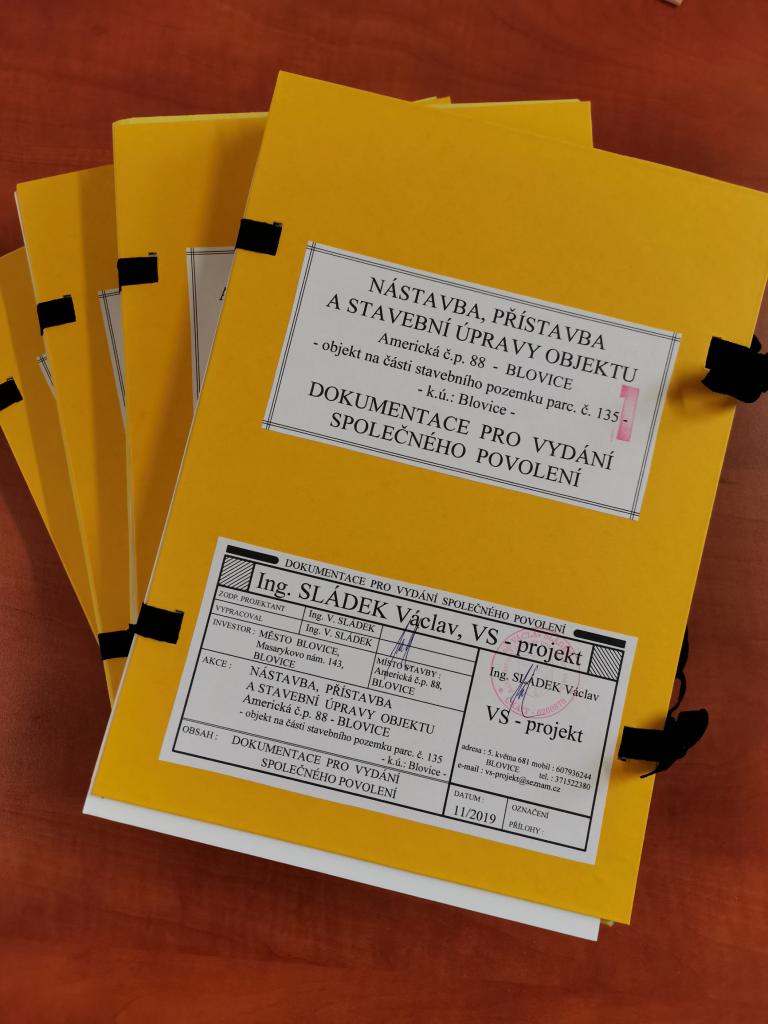 NÁSTAVBA, PŘÍSTAVBA
A STAVEBNÍ ÚPRAVY OBJEKTU
Americká č.p. 88 - BLOVICE
- objekt na části stavebního pozemku parc. č. 135 -
- k.ú.: Blovice -
DOKUMENTACE PRO VYDÁNÍ
SPOLEČNÉHO POVOLENÍ
1
DOKUMENTACE PRO VYDÁNÍ SPOLEČNÉHO POVOLENÍ
Ing. SLÁDEK Václav, VS - projekt
ZODP. PROJEKTANT
Ing. V. SLÁDEK
VYPRACOVAL
Ing. V. SLÁDEK
INVESTOR : MĚSTO BLOVICE,
Masarykovo nám. 143,
BLOVICE
MÍSTO STAVBY :
Americká č.p. 88,
BLOVICE
AKCE :
NÁSTAVBA, PŘÍSTAVBA
A STAVEBNÍ ÚPRAVY OBJEKTU
Americká č.p. 88 - BLOVICE
- objekt na části stavebního pozemku parc. č. 135
- k.ú.: Blovice -
OBSAH :
DOKUMENTACE PRO VYDÁNÍ
SPOLEČNÉHO POVOLENÍ
Ing. SLÁDEK Václav
VS - projekt
adresa : 5. května 681 mobil : 607936244
BLOVICE tel. : 371522380
e-mail : vs-projekt@seznam.cz
DATUM :
11/2019
OZNAČENÍ
PŘÍLOHY :